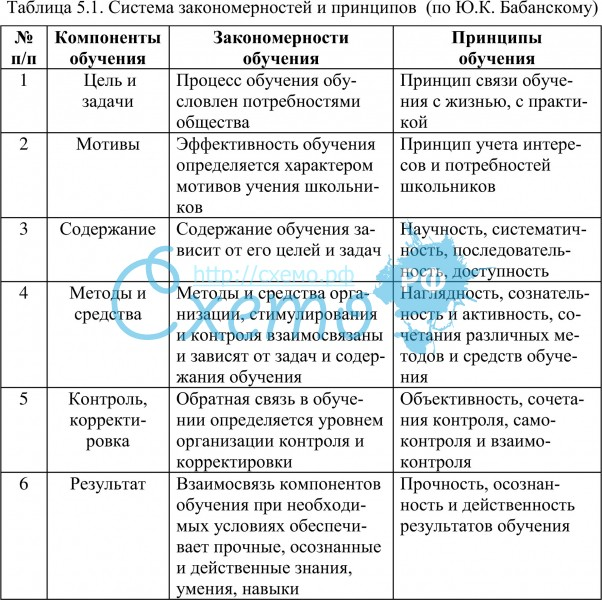 Таблица 5.1. Система закономерностей и принципов (по Ю.К. Бабанскому)
№ п/п
Компоненты обучения
Закономерности обучения
Принципы обучения
1
Цель и
задачи
Процесс обучения обу-
словлен потребностями
общества
Принцип связи обуче-
ния с жизнью, с практи-
кой
2
Мотивы
Эффективность обучения
определяется характером
мотивов учения школьни-
ков
Принцип учета интере-
сов и потребностей
школьников
3
Содержание
Содержание обучения за-
висит от его целей и задач
Научность, систематич-
ность, последователь-
ность, доступность
4
Методы и
средства
Методы и средства орга-
низации, стимулирования
и контроля взаимосвязаны
и зависят от задач и содер-
жания обучения
Наглядность, сознатель-
ность и активность, со-
четания различных ме-
тодов и средств обуче-
ния
5
Контроль,
корректи-
ровка
Обратная связь в обуче-
нии определяется уровнем
организации контроля и
корректировки
Объективность, сочета-
ния контроля, само-
контроля и взаимо-
контроля
6
Результат
Взаимосвязь компонентов
обучения при необходи-
мых условиях обеспечи-
вает прочные, осознанные
и действенные знания,
умения, навыки
Прочность, осознан-
ность и действенность
результатов обучения
http://схемо.рф
Схемо
РФ